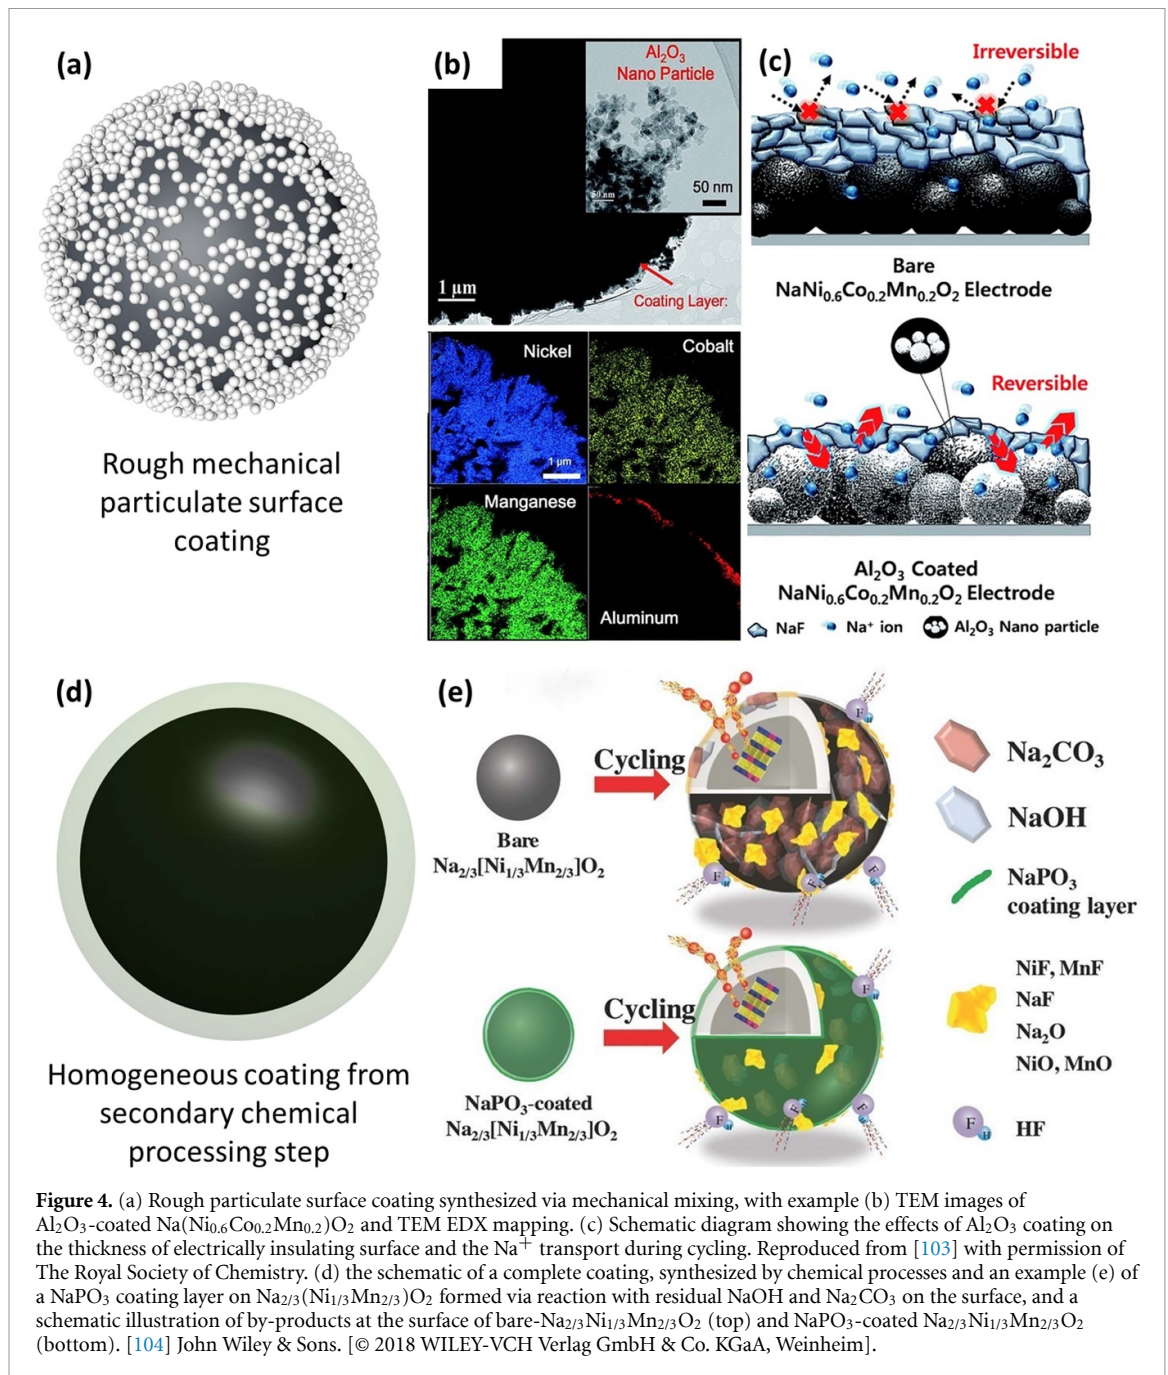 (a)
Rough mechanical
particulate surface
coating
(b)
Al₂O₃
Nano Particle
50 nm
50 nm
1 µm
Coating Layer:
Nickel
Cobalt
1 µm
Manganese
Aluminum
(c)
Irreversible
Bare
NaNi₀.₆Co₀.₂Mn₀.₂O₂ Electrode
Reversible
Al₂O₃ Coated
NaNi₀.₆Co₀.₂Mn₀.₂O₂ Electrode
NaF Na⁺ ion Al₂O₃ Nano particle
(d)
Homogeneous coating from
secondary chemical
processing step
(e)
Bare
Na₂/₃[Ni₁/₃Mn₂/₃]O₂
Cycling
F
H
F
H
F
H
F
H
NaPO₃-coated
Na₂/₃[Ni₁/₃Mn₂/₃]O₂
Cycling
F
H
F
H
F
H
F
H
Na₂CO₃
NaOH
NaPO₃
coating layer
NiF, MnF
NaF
Na₂O
NiO, MnO
F
H
HF
Figure 4. (a) Rough particulate surface coating synthesized via mechanical mixing, with example (b) TEM images of
Al₂O₃-coated Na(Ni₀.₆Co₀.₂Mn₀.₂)O₂ and TEM EDX mapping. (c) Schematic diagram showing the effects of Al₂O₃ coating on
the thickness of electrically insulating surface and the Na⁺ transport during cycling. Reproduced from [103] with permission of
The Royal Society of Chemistry. (d) the schematic of a complete coating, synthesized by chemical processes and an example (e) of
a NaPO₃ coating layer on Na₂/₃(Ni₁/₃Mn₂/₃)O₂ formed via reaction with residual NaOH and Na₂CO₃ on the surface, and a
schematic illustration of by-products at the surface of bare-Na₂/₃Ni₁/₃Mn₂/₃O₂ (top) and NaPO₃-coated Na₂/₃Ni₁/₃Mn₂/₃O₂
(bottom). [104] John Wiley & Sons. [© 2018 WILEY-VCH Verlag GmbH & Co. KGaA, Weinheim].